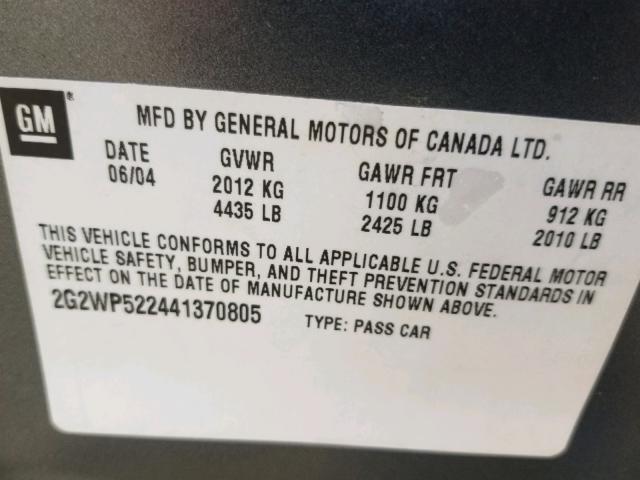 GM®
MFD BY GENERAL MOTORS OF CANADA LTD.
DATE GVWR GAWR FRT GAWR RR
06/04 2012 KG 1100 KG 912 KG
4435 LB 2425 LB 2010 LB
THIS VEHICLE CONFORMS TO ALL APPLICABLE U.S. FEDERAL MOTOR
VEHICLE SAFETY, BUMPER, AND THEFT PREVENTION STANDARDS IN
EFFECT ON THE DATE OF MANUFACTURE SHOWN ABOVE.
2G2WP522441370805 TYPE: PASS CAR